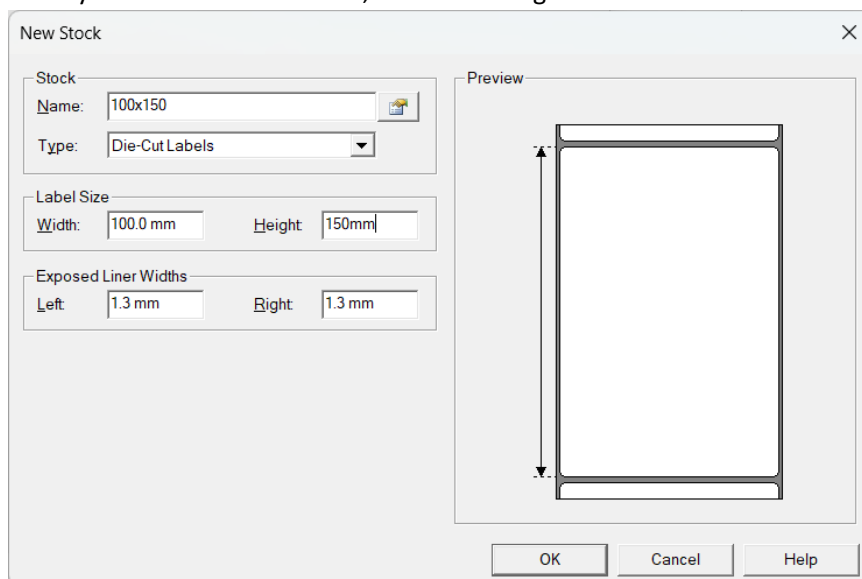 New Stock
Stock
Name: 100x150
Type: Die-Cut Labels
Label Size
Width: 100.0 mm Height: 150mm
Exposed Liner Widths
Left: 1.3 mm Right: 1.3 mm
Preview
OK Cancel Help